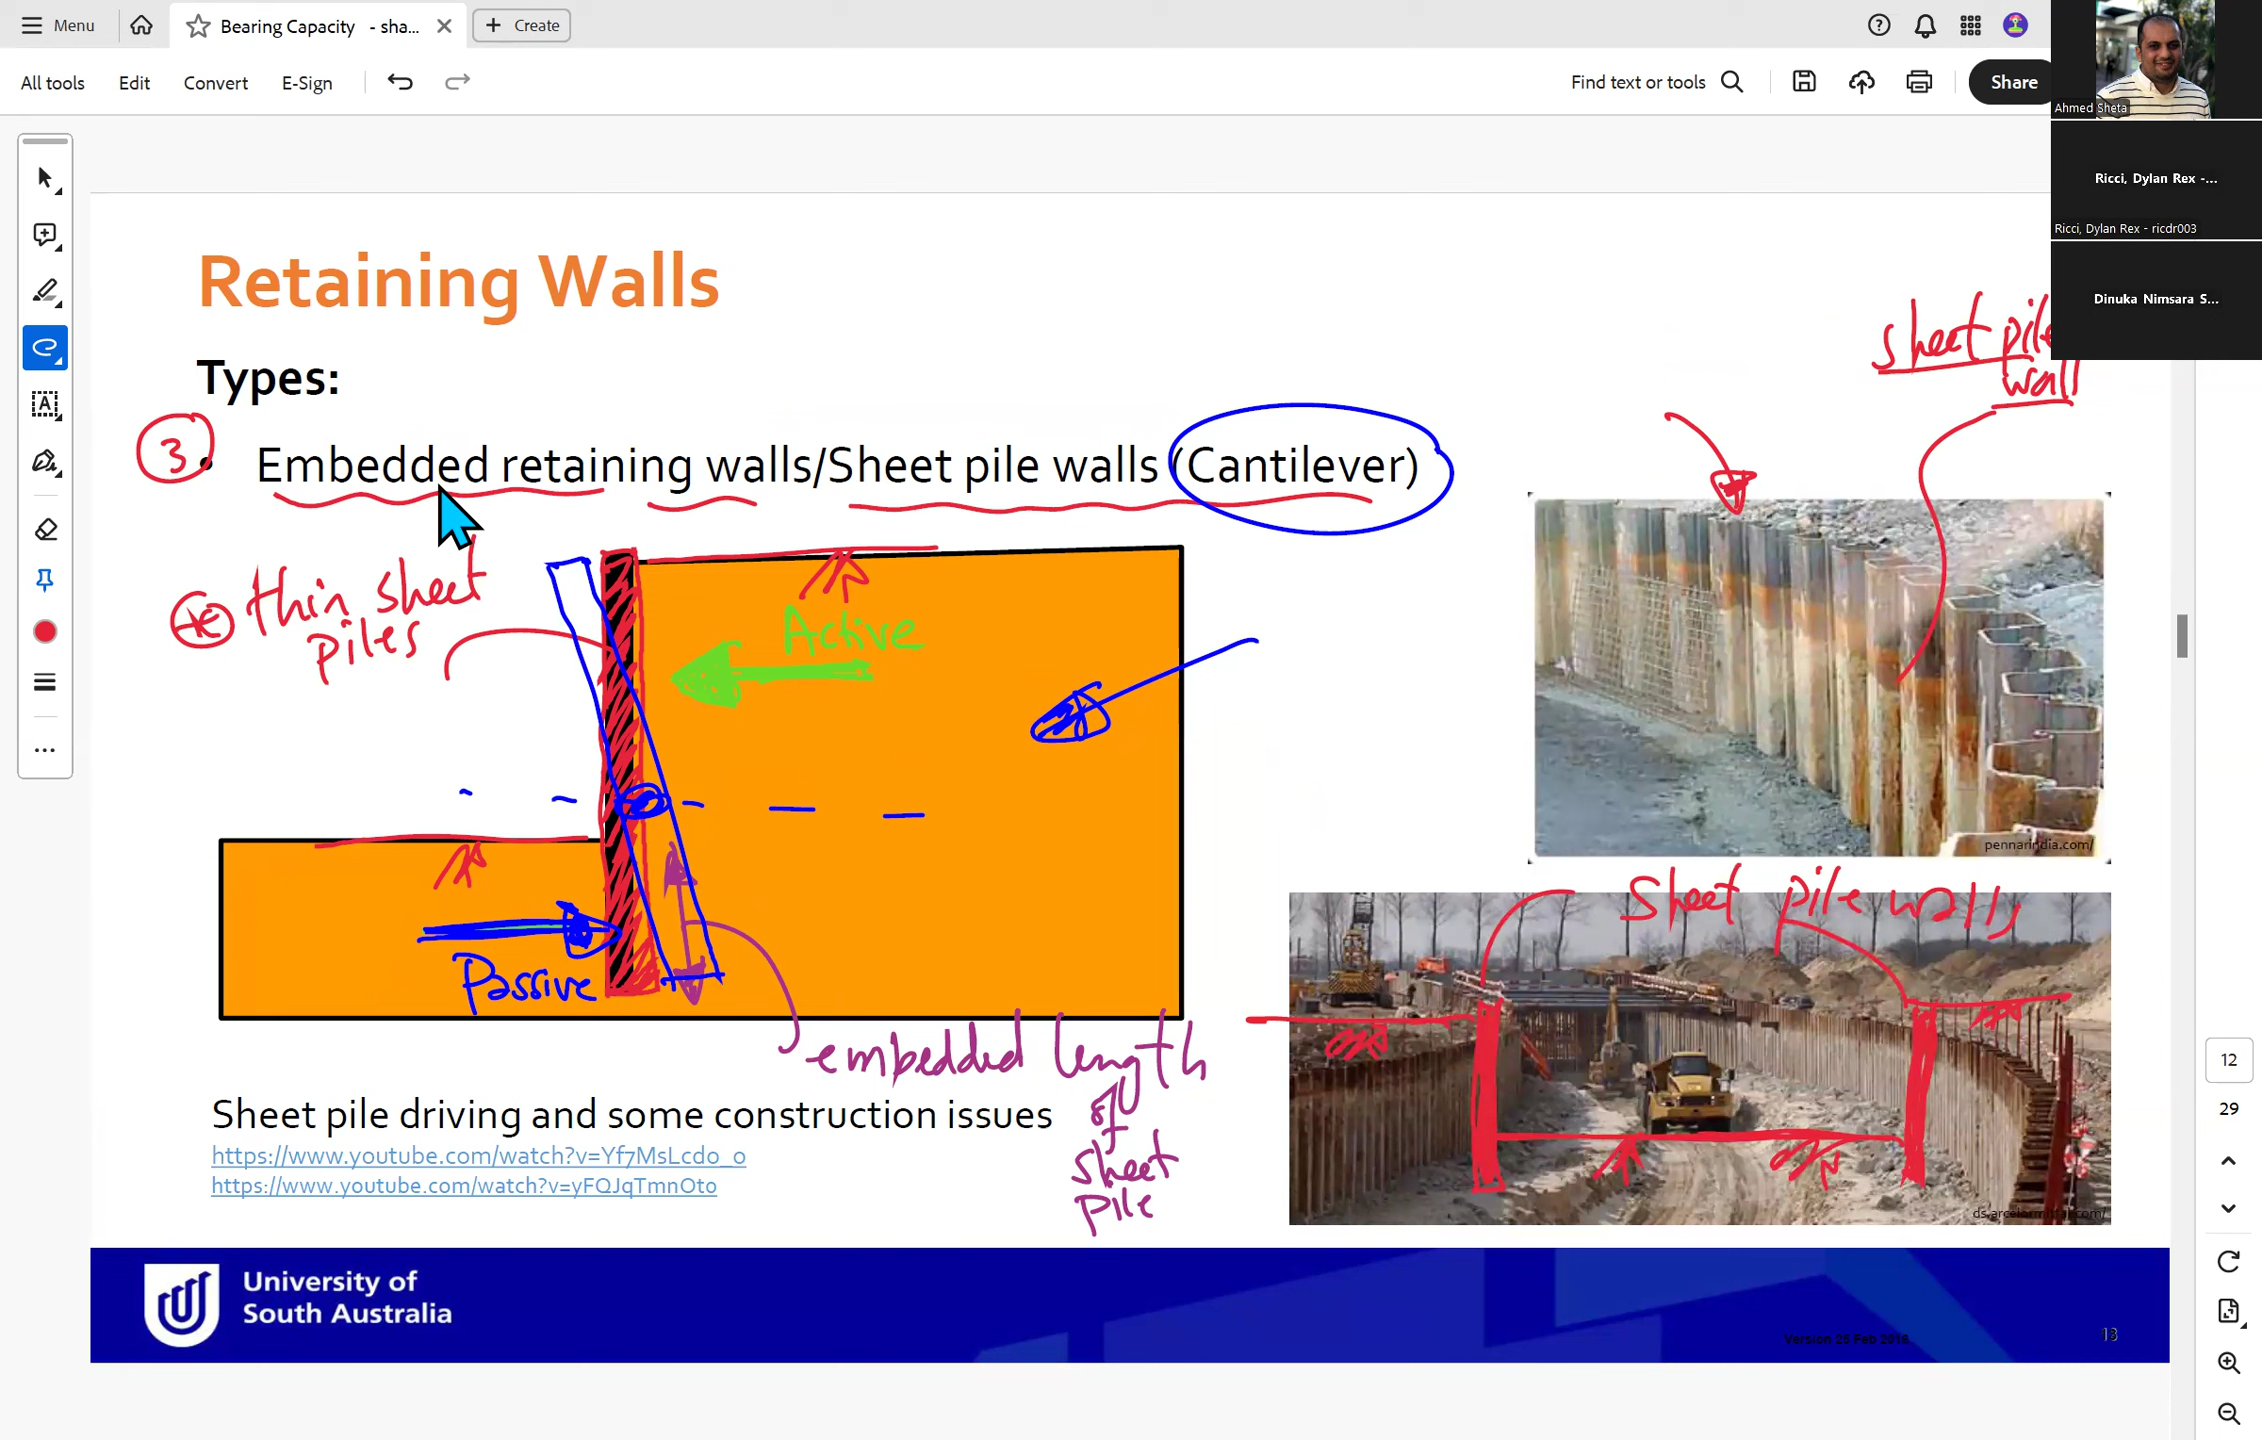 Menu
Bearing Capacity - sha...
Create
All tools
Edit
Convert
E-Sign
Find text or tools
Share
Ahmed Sheta
Ricci, Dylan Rex -...
Ricci, Dylan Rex - ricdr003
Dinuka Nimsara S...
Retaining Walls
Types:
3
• Embedded retaining walls/Sheet pile walls (Cantilever)
thin sheet
piles
Active
Passive
embedded length
of
sheet
pile
sheet pile
wall
pennarindia.com/
Sheet pile walls
Sheet pile driving and some construction issues
https://www.youtube.com/watch?v=Yf7MsLcdo_o
https://www.youtube.com/watch?v=yFQJqTmnOto
University of
South Australia
Version 25 Feb 2018
13
12
29